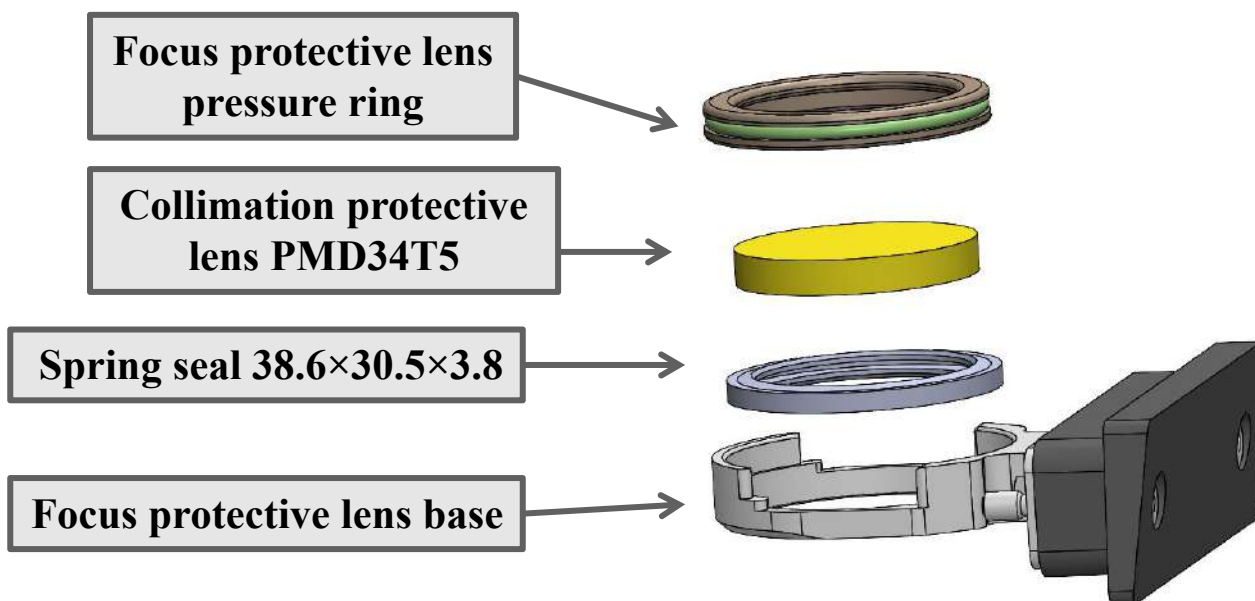 Focus protective lens
pressure ring
Collimation protective
lens PMD34T5
Spring seal 38.6×30.5×3.8
Focus protective lens base